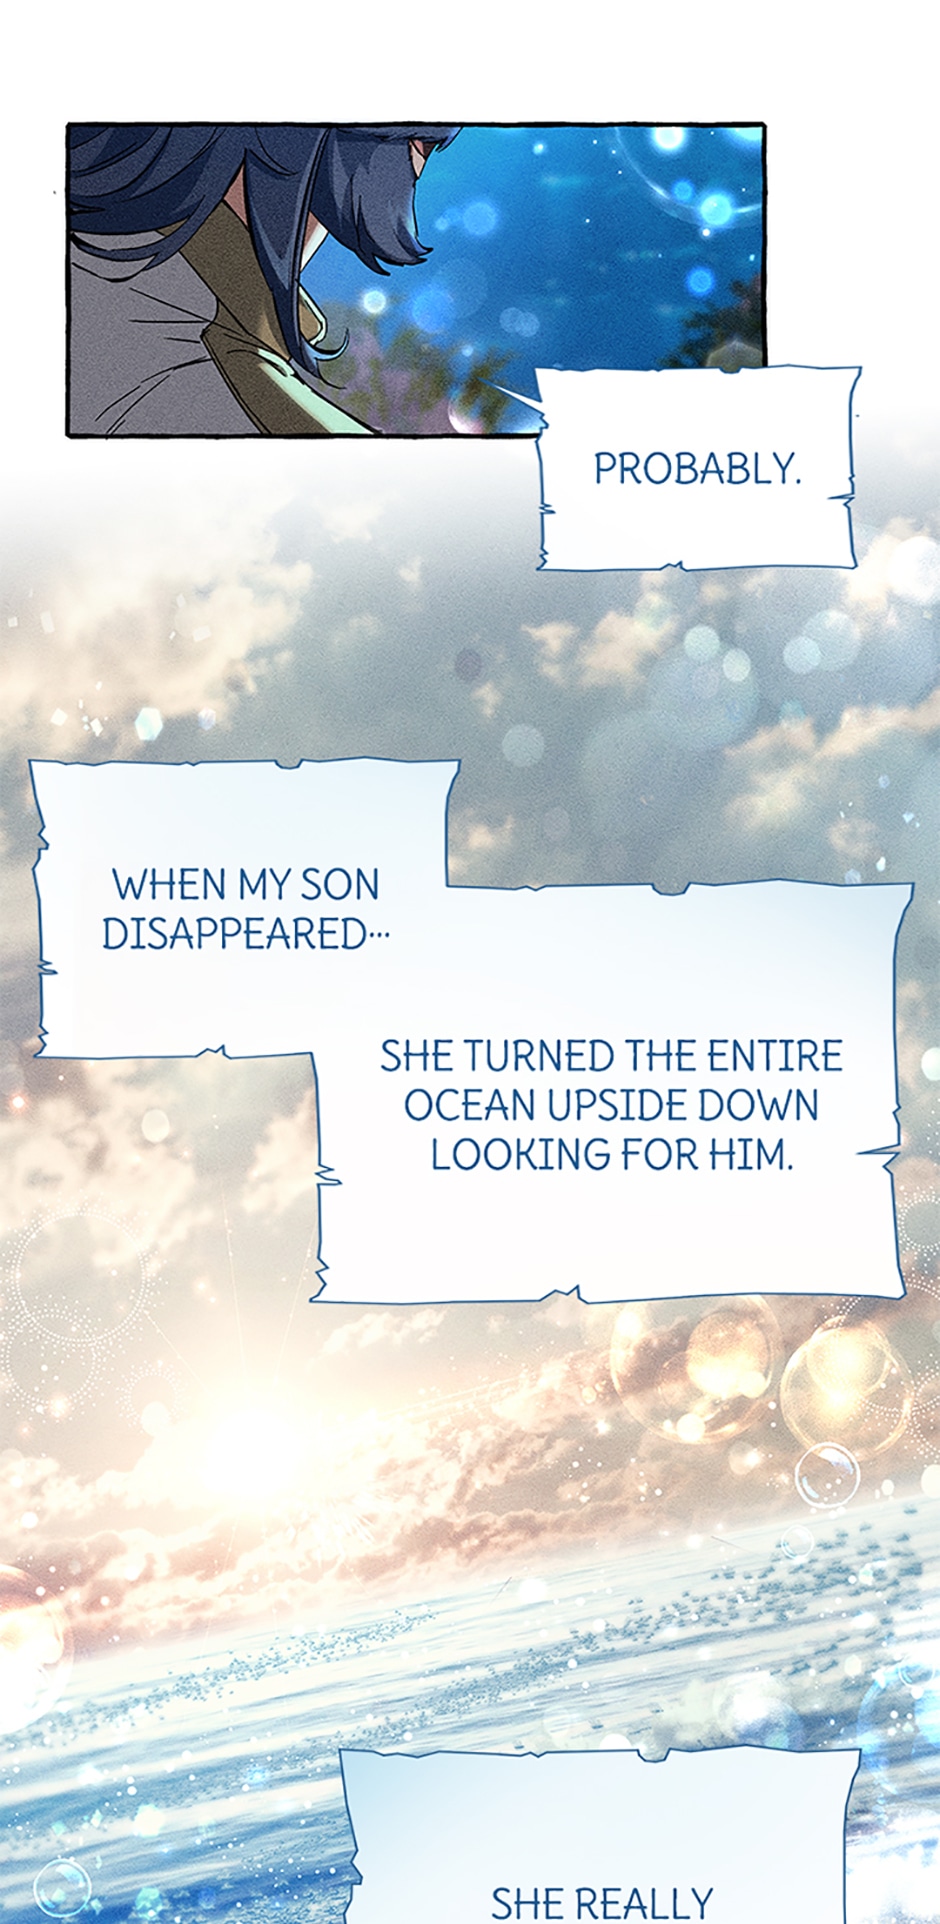 PROBABLY.
WHEN MY SON
DISAPPEARED...
SHE TURNED THE ENTIRE
OCEAN UPSIDE DOWN
LOOKING FOR HIM.
SHE REALLY